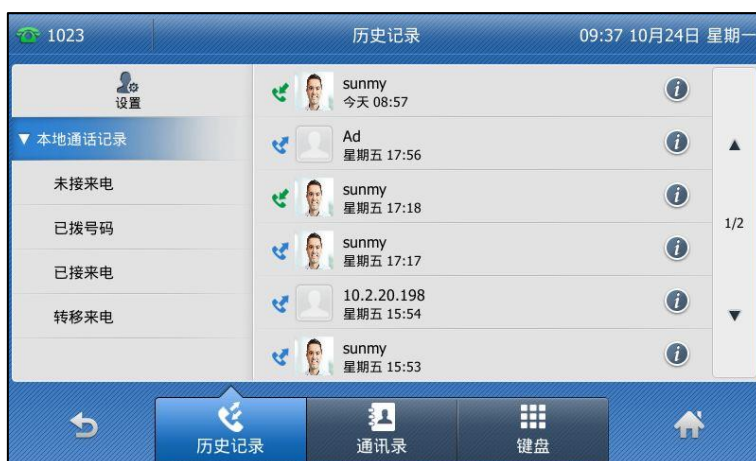 1023
历史记录
09:37 10月24日 星期一
设置
本地通话记录
未接来电
已拨号码
已接来电
转移来电
sunmy
今天 08:57
Ad
星期五 17:56
sunmy
星期五 17:18
sunmy
星期五 17:17
10.2.20.198
星期五 15:54
sunmy
星期五 15:53
1/2
历史记录
通讯录
键盘